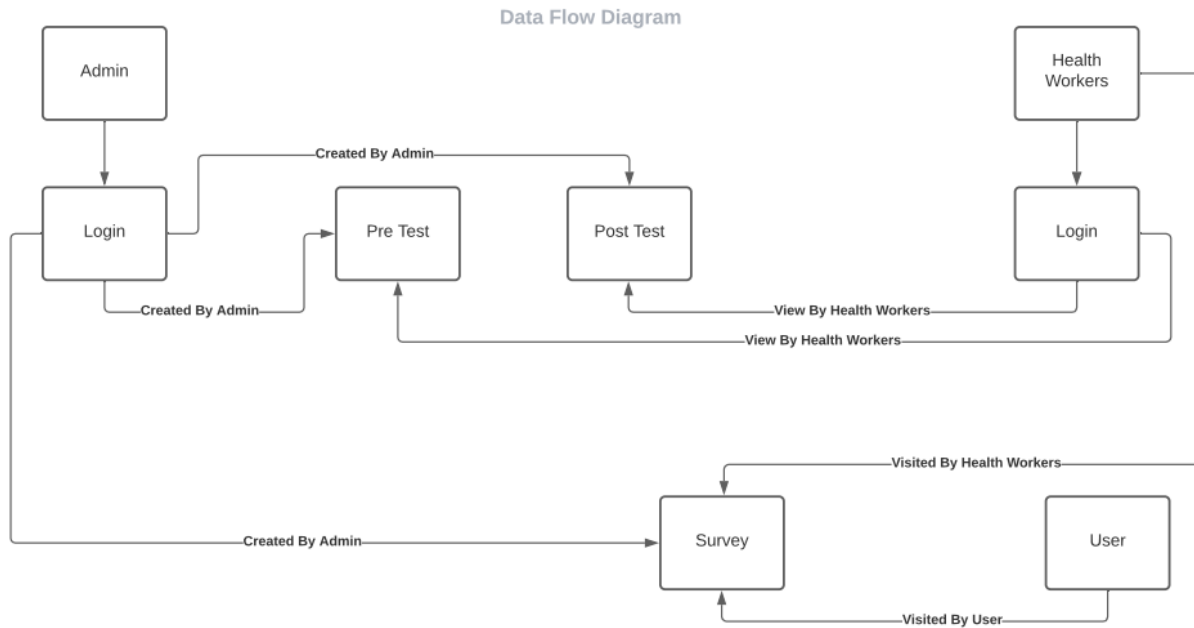 Data Flow Diagram
Admin
Health
Workers
Created By Admin
Login
Pre Test
Post Test
Login
Created By Admin
View By Health Workers
View By Health Workers
Visited By Health Workers
Created By Admin
Survey
User
Visited By User